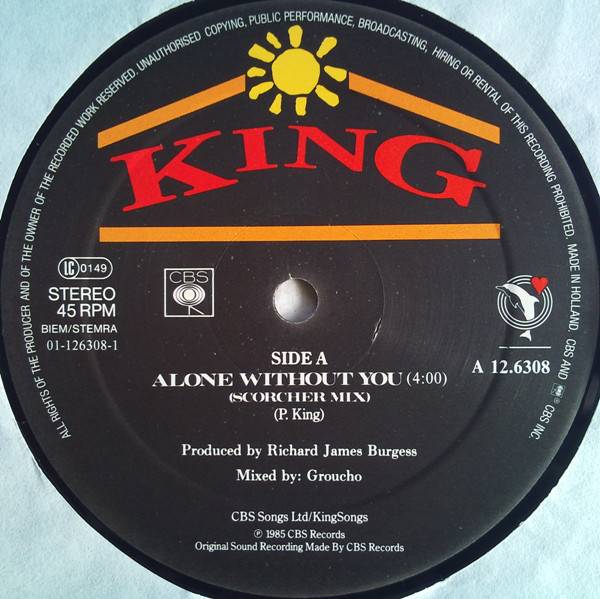 ALL RIGHTS OF THE PRODUCER AND OF THE OWNER OF THE RECORDED WORK RESERVED. UNAUTHORISED COPYING, PUBLIC PERFORMANCE, BROADCASTING, HIRING OR RENTAL OF THIS RECORDING PROHIBITED. MADE IN HOLLAND. CBS AND CBS INC.
KING
LC 0149
STEREO
45 RPM
BIEM/STEMRA
01-126308-1
CBS
SIDE A
A 12.6308
ALONE WITHOUT YOU (4:00)
(SCORCHER MIX)
(P. King)
Produced by Richard James Burgess
Mixed by: Groucho
CBS Songs Ltd/KingSongs
℗ 1985 CBS Records
Original Sound Recording Made By CBS Records